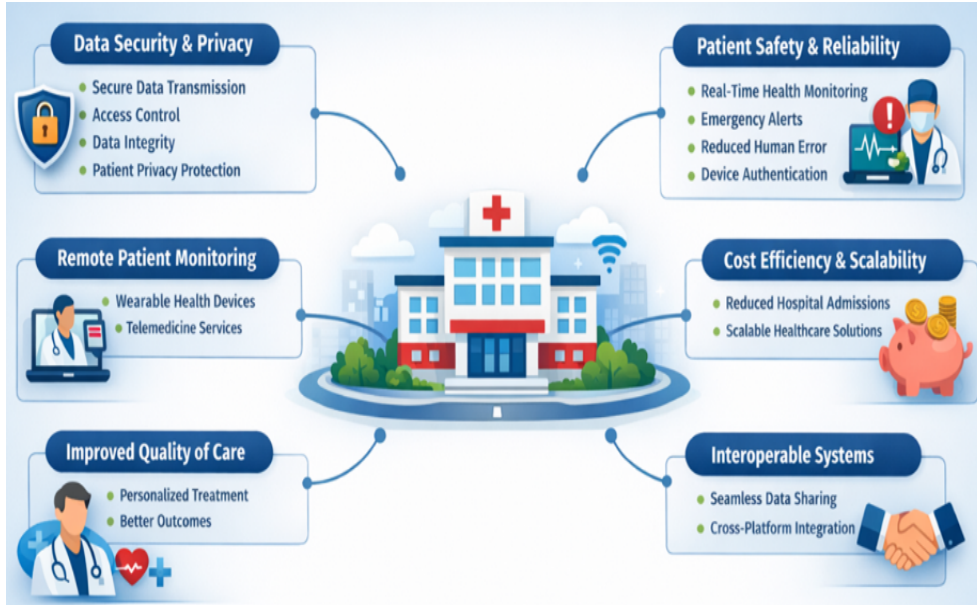 Data Security & Privacy
Secure Data Transmission
Access Control
Data Integrity
Patient Privacy Protection
Remote Patient Monitoring
Wearable Health Devices
Telemedicine Services
Improved Quality of Care
Personalized Treatment
Better Outcomes
Patient Safety & Reliability
Real-Time Health Monitoring
Emergency Alerts
Reduced Human Error
Device Authentication
Cost Efficiency & Scalability
Reduced Hospital Admissions
Scalable Healthcare Solutions
Interoperable Systems
Seamless Data Sharing
Cross-Platform Integration